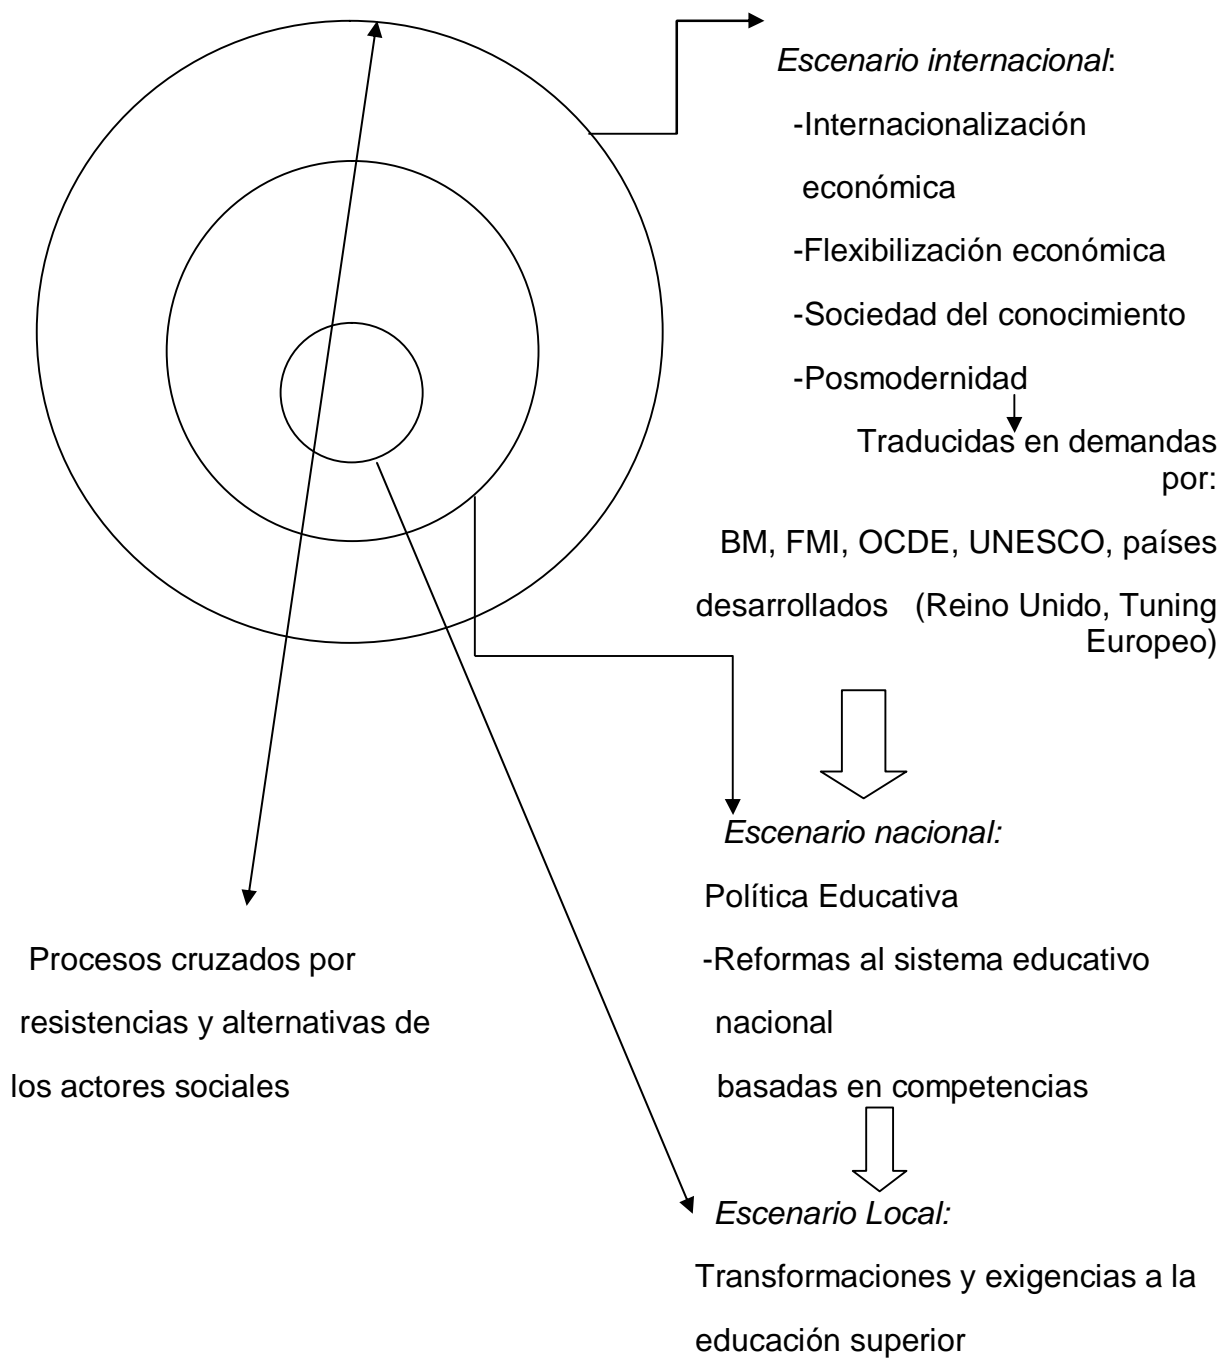 Escenario internacional:
-Internacionalización
económica
-Flexibilización económica
-Sociedad del conocimiento
-Posmodernidad
Traducidas en demandas
por:
BM, FMI, OCDE, UNESCO, países
desarrollados (Reino Unido, Tuning
Europeo)
Escenario nacional:
Política Educativa
-Reformas al sistema educativo
nacional
basadas en competencias
Procesos cruzados por
resistencias y alternativas de
los actores sociales
Escenario Local:
Transformaciones y exigencias a la
educación superior